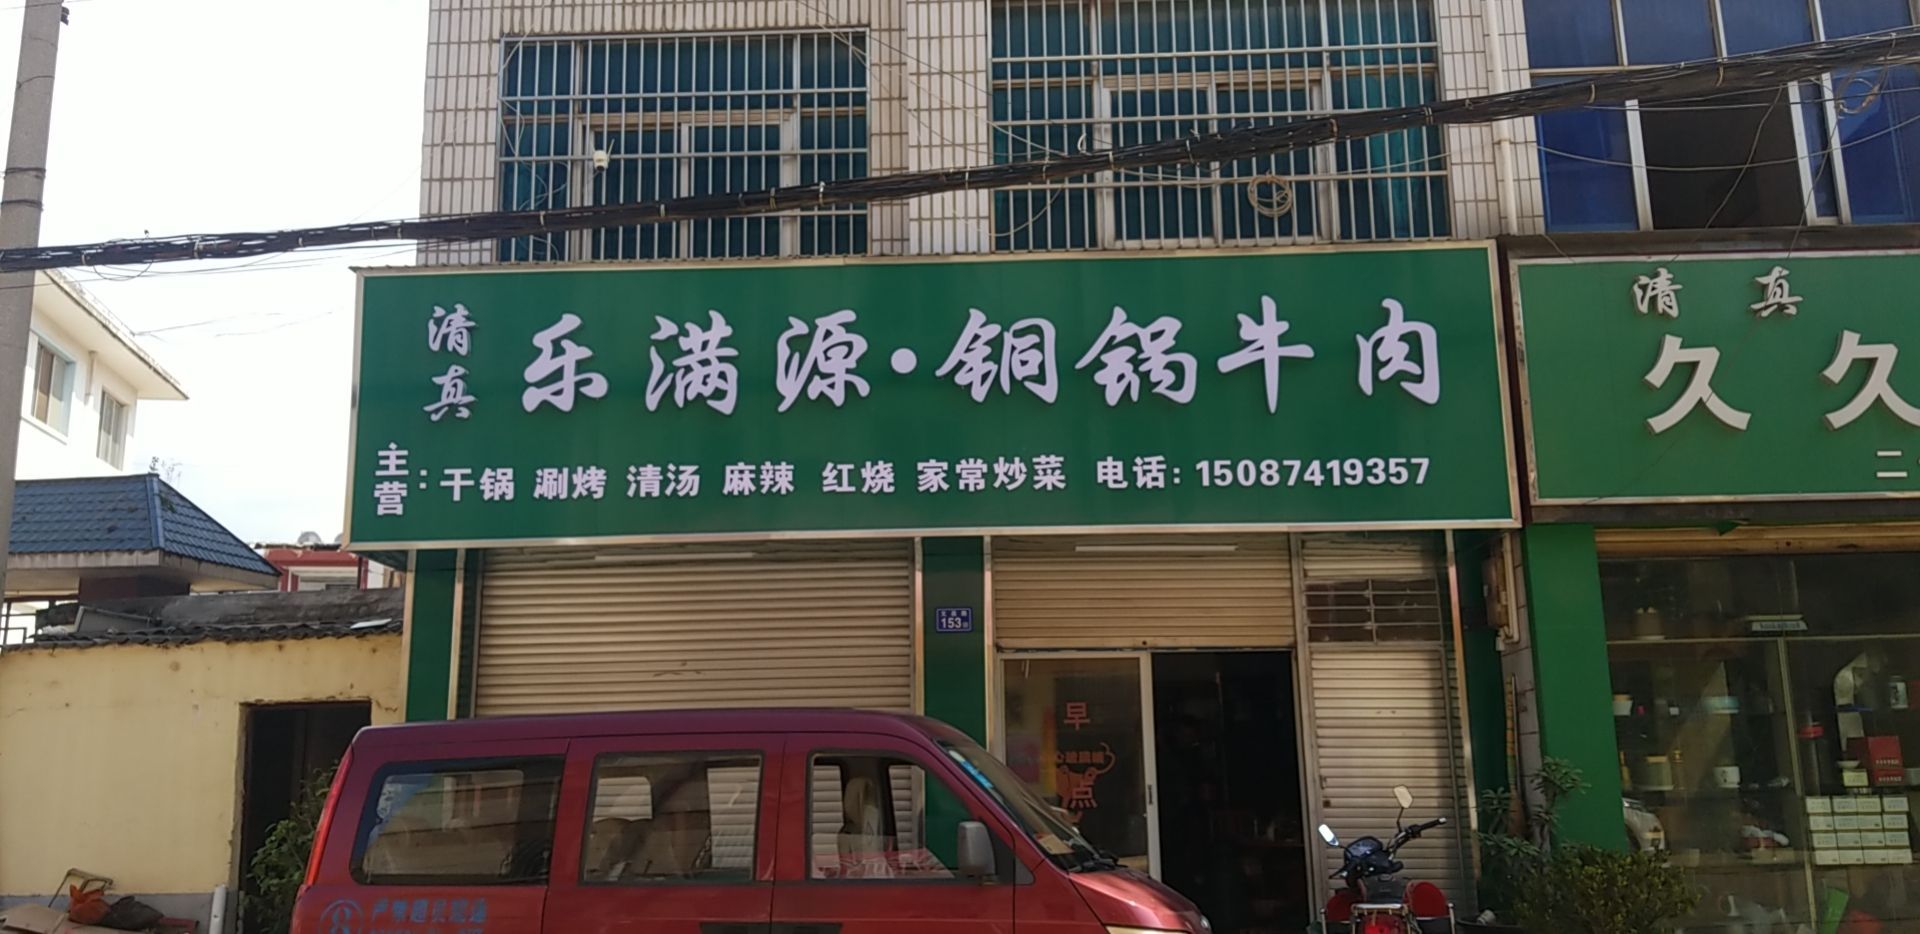 清真
乐满源·铜锅牛肉
主营:干锅 涮烤 清汤 麻辣 红烧 家常炒菜 电话:15087419357
清真
久久
二
153
早
点